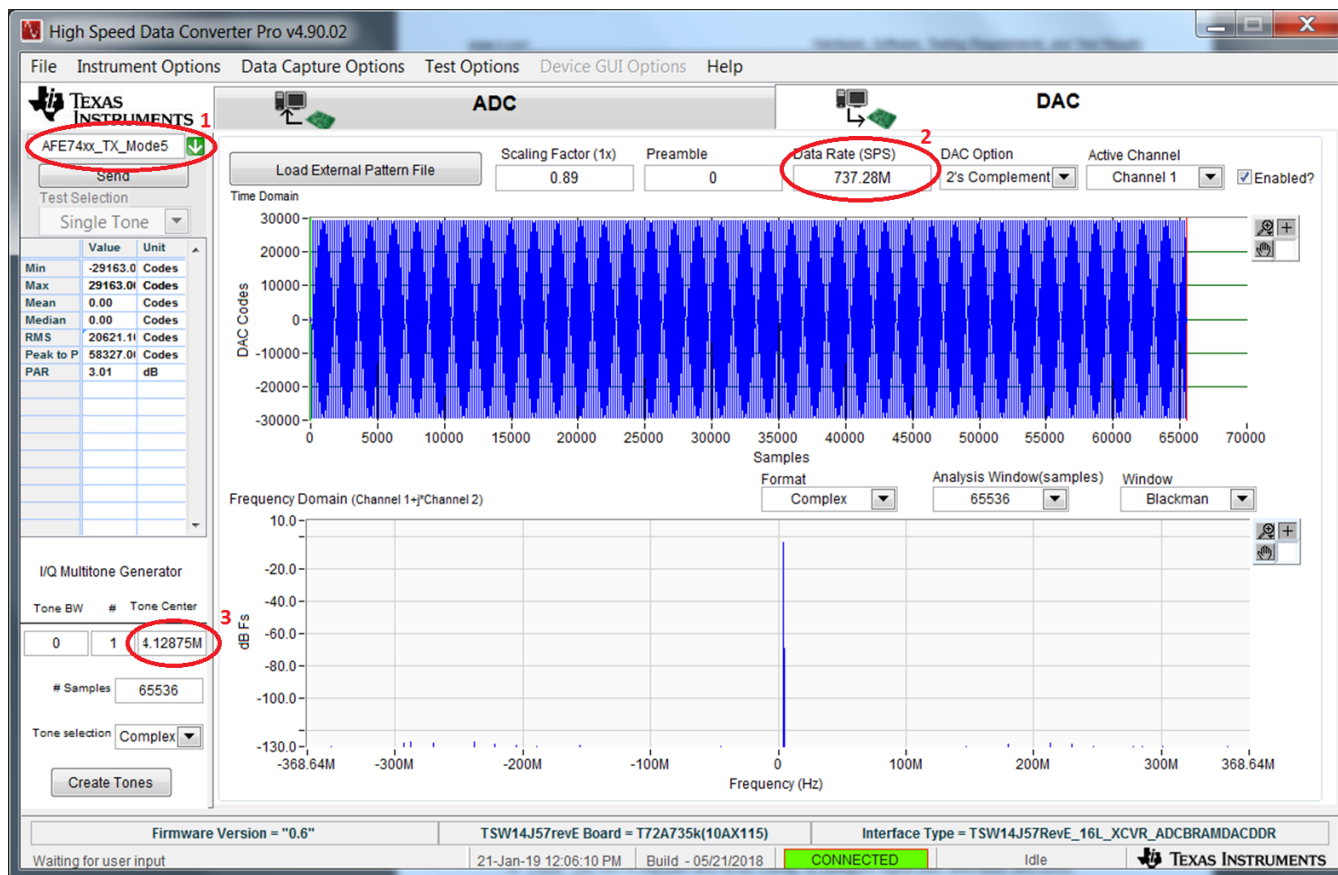 High Speed Data Converter Pro v4.90.02
File Instrument Options Data Capture Options Test Options Device GUI Options Help
TEXAS INSTRUMENTS
ADC
DAC
1
AFE74xx_TX_Mode5
Send
Test Selection
Single Tone
Value Unit
Min -29163.0 Codes
Max 29163.0 Codes
Mean 0.00 Codes
Median 0.00 Codes
RMS 20621.1 Codes
Peak to P 58327.0 Codes
PAR 3.01 dB
I/Q Multitone Generator
Tone BW # Tone Center
3
0 1 4.12875M
# Samples 65536
Tone selection Complex
Create Tones
2
Load External Pattern File
Scaling Factor (1x) Preamble Data Rate (SPS) DAC Option Active Channel
0.89 0 737.28M 2's Complement Channel 1 Enabled?
Time Domain
DAC Codes
30000
20000
10000
0
-10000
-20000
-30000
0 5000 10000 15000 20000 25000 30000 35000 40000 45000 50000 55000 60000 65000 70000
Samples
Format Analysis Window(samples) Window
Complex 65536 Blackman
Frequency Domain (Channel 1+j*Channel 2)
dB Fs
10.0
-20.0
-40.0
-60.0
-80.0
-100.0
-130.0
-368.64M -300M -200M -100M 0 100M 200M 300M 368.64M
Frequency (Hz)
Firmware Version = "0.6" TSW14J57revE Board = T72A735k(10AX115) Interface Type = TSW14J57RevE_16L_XCVR_ADCBRAMDACDDR
Waiting for user input 21-Jan-19 12:06:10 PM Build - 05/21/2018 CONNECTED Idle TEXAS INSTRUMENTS